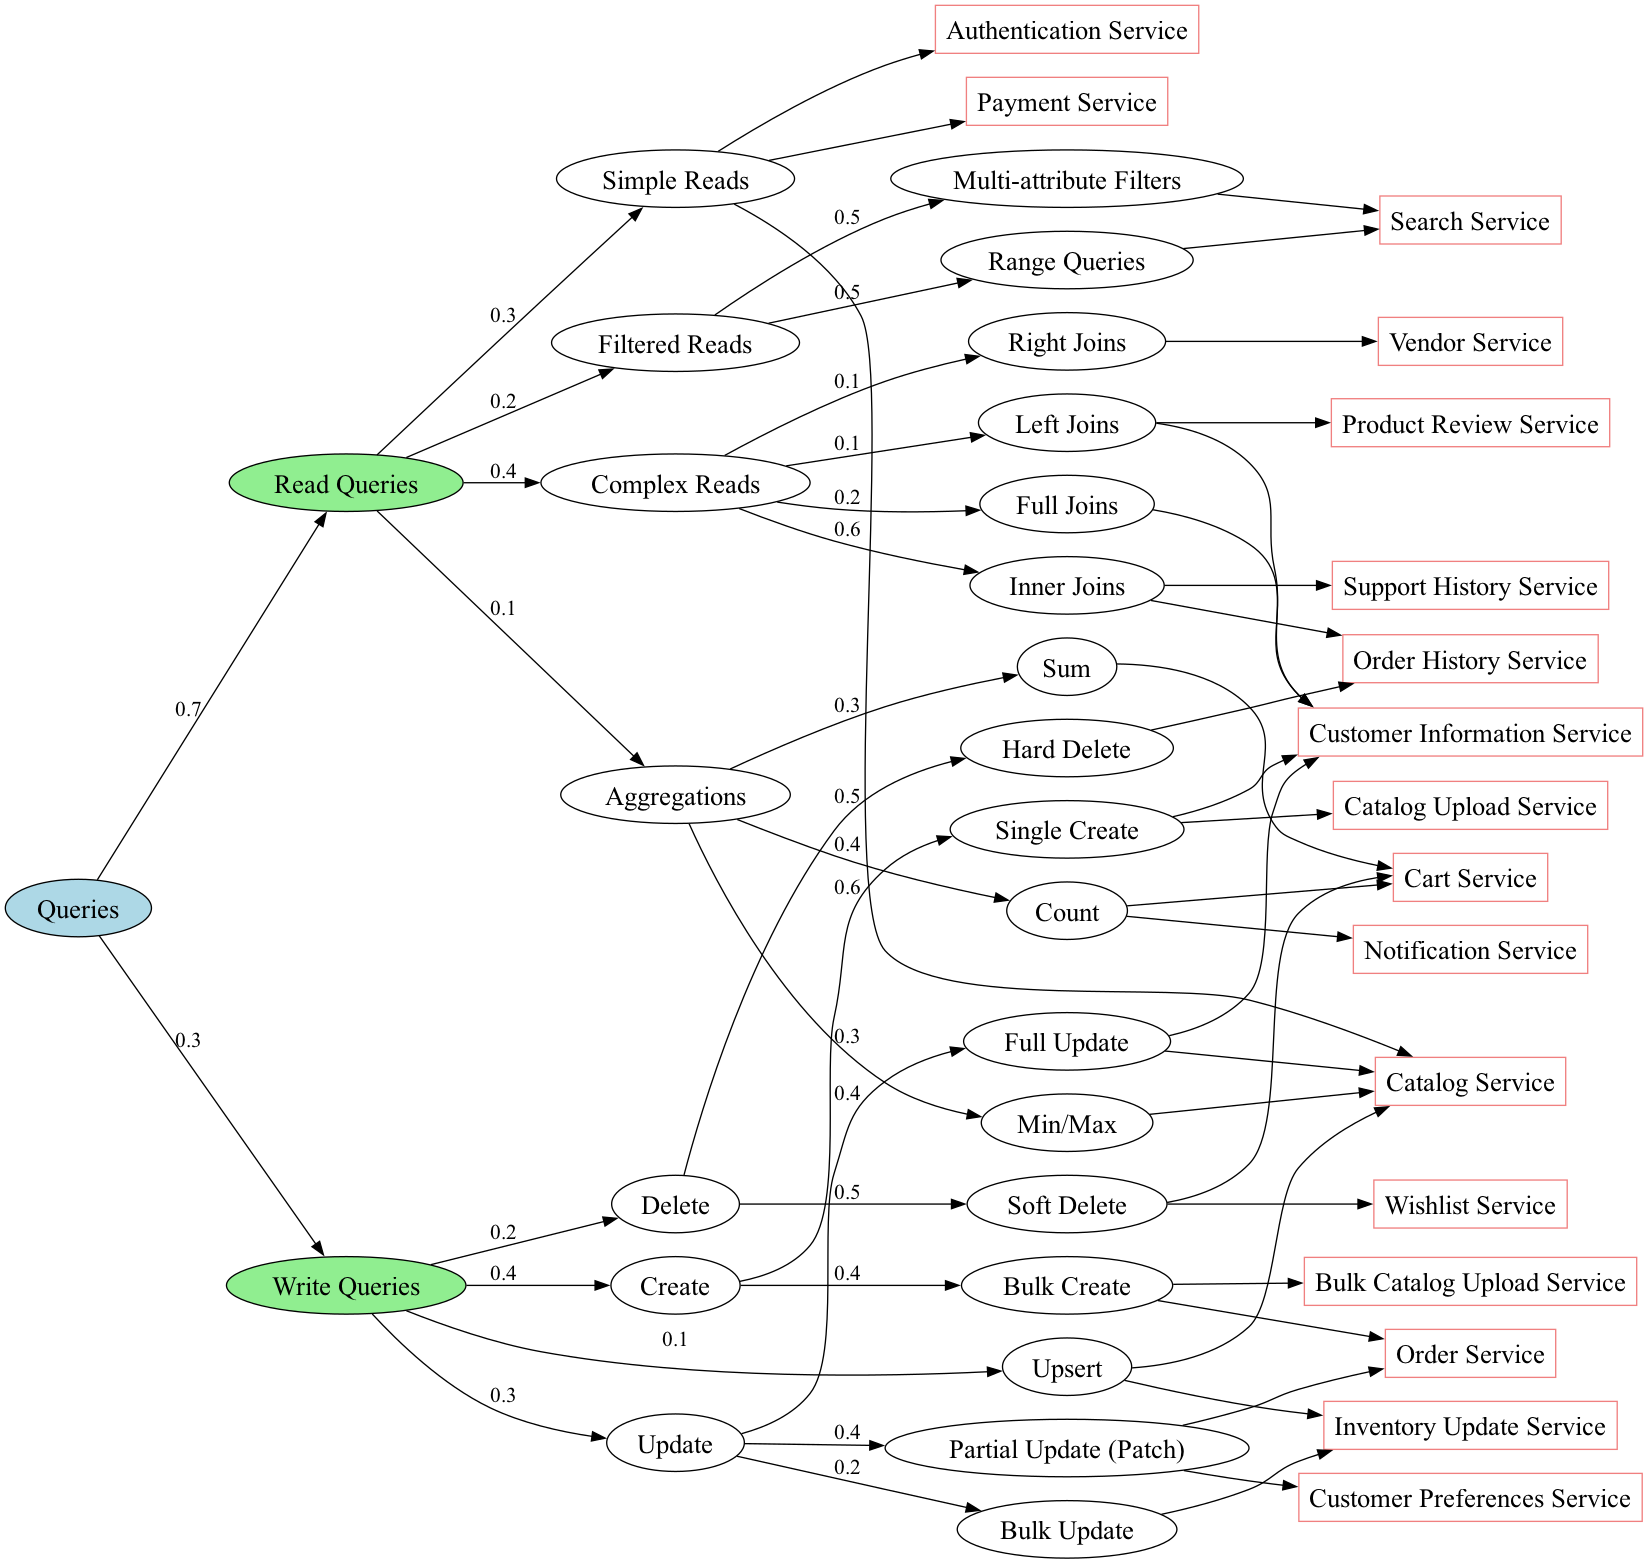 Authentication Service
Payment Service
Simple Reads
Multi-attribute Filters
0.5
Search Service
Range Queries
0.5
0.3
Filtered Reads
Right Joins
Vendor Service
0.1
0.2
Left Joins
Product Review Service
0.1
Read Queries
0.4
Complex Reads
0.2
Full Joins
0.6
Inner Joins
Support History Service
0.1
Sum
Order History Service
0.7
0.3
Customer Information Service
Hard Delete
Aggregations
0.5
Catalog Upload Service
Single Create
0.4
0.6
Cart Service
Queries
Count
Notification Service
0.3
0.3
Full Update
0.4
Catalog Service
Min/Max
Delete
0.5
Soft Delete
Wishlist Service
0.2
Write Queries
0.4
Create
0.4
Bulk Create
Bulk Catalog Upload Service
0.1
Upsert
Order Service
0.3
Update
0.4
Partial Update (Patch)
Inventory Update Service
0.2
Customer Preferences Service
Bulk Update